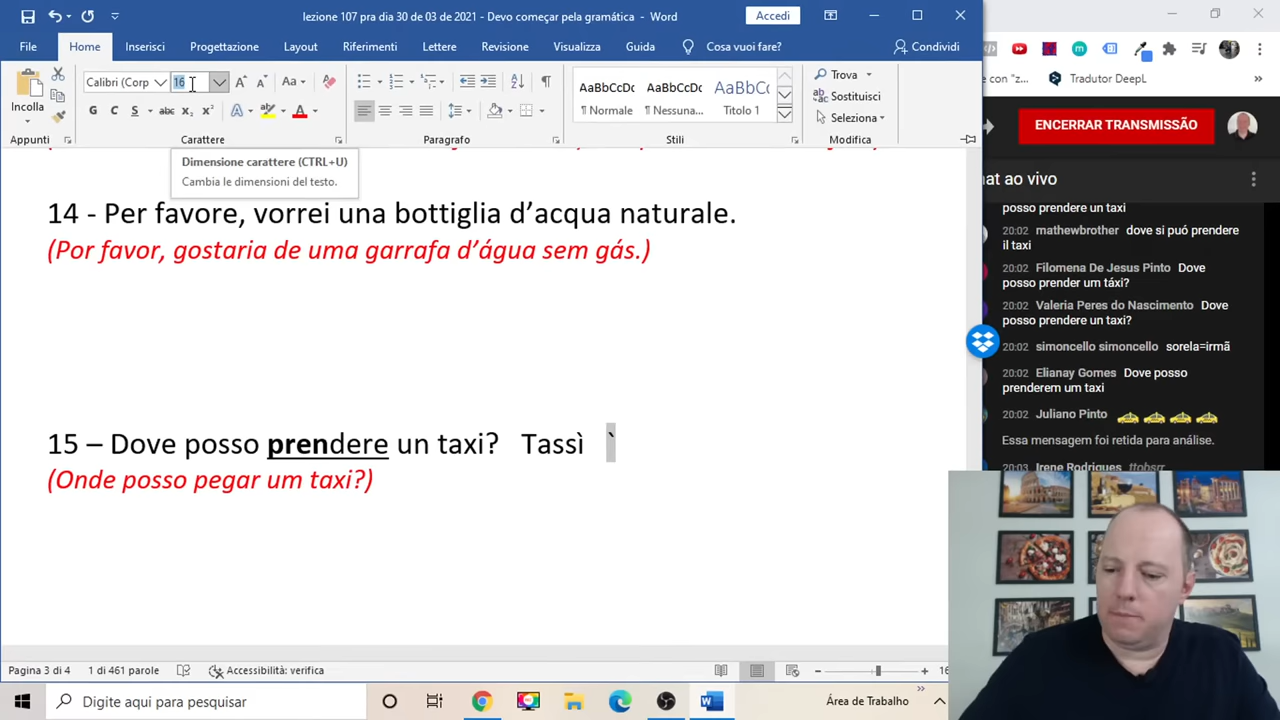 lezione 107 pra dia 30 de 03 de 2021 - Devo começar pela gramática - Word
Accedi
File Home Inserisci Progettazione Layout Riferimenti Lettere Revisione Visualizza Guida Cosa vuoi fare? Condividi
Incolla
Calibri (Corp 16
Aa
G C S abc x₂ x²
AaBbCcDc AaBbCcDc AaBbCc
¶ Normale ¶ Nessuna... Titolo 1
Trova
Sostituisci
Seleziona
Appunti Carattere Paragrafo Stili Modifica
Dimensione carattere (CTRL+U)
Cambia le dimensioni del testo.
14 - Per favore, vorrei una bottiglia d’acqua naturale.
(Por favor, gostaria de uma garrafa d’água sem gás.)
15 – Dove posso prendere un taxi? Tassì `
(Onde posso pegar um taxi?)
Pagina 3 di 4 1 di 461 parole Accessibilità: verifica
Digite aqui para pesquisar
Área de Trabalho
e con "z...
Tradutor DeepL
ENCERRAR TRANSMISSÃO
hat ao vivo
posso prendere un taxi
20:02 mathewbrother dove si puó prendere
il taxi
20:02 Filomena De Jesus Pinto Dove
posso prender um táxi?
20:02 Valeria Peres do Nascimento Dove
posso prendere un taxi?
20:02 simoncello simoncello sorela=irmã
20:02 Elianay Gomes Dove posso
prenderem um taxi
20:02 Juliano Pinto
Essa mensagem foi retida para análise.
20:03 Irene Rodrigues